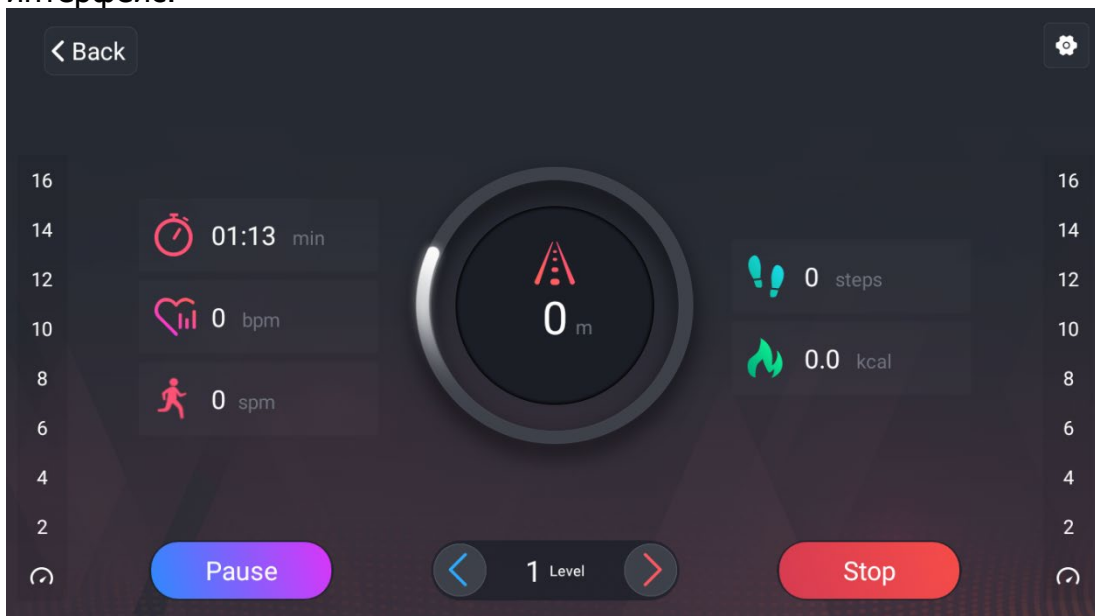 интерфейс.
Back
16
14
12
10
8
6
4
2
01:13 min
0 bpm
0 spm
0 m
0 steps
0.0 kcal
16
14
12
10
8
6
4
2
Pause
1 Level
Stop